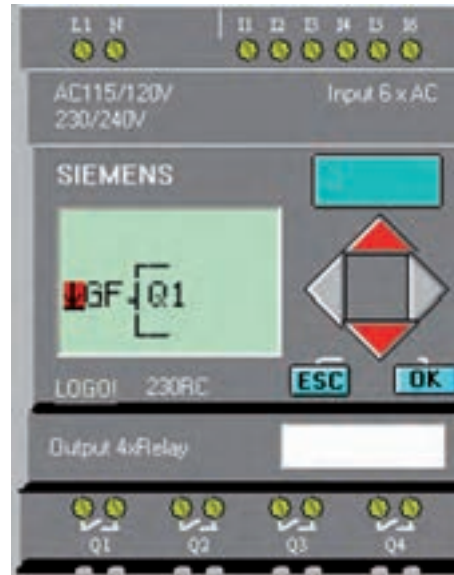 L1 N I1 I2 I3 I4 I5 I6
AC115/120V Input 6 x AC
230/240V
SIEMENS
GF Q1
ESC OK
LOGO! 230RC
Output 4xRelay
Q1 Q2 Q3 Q4